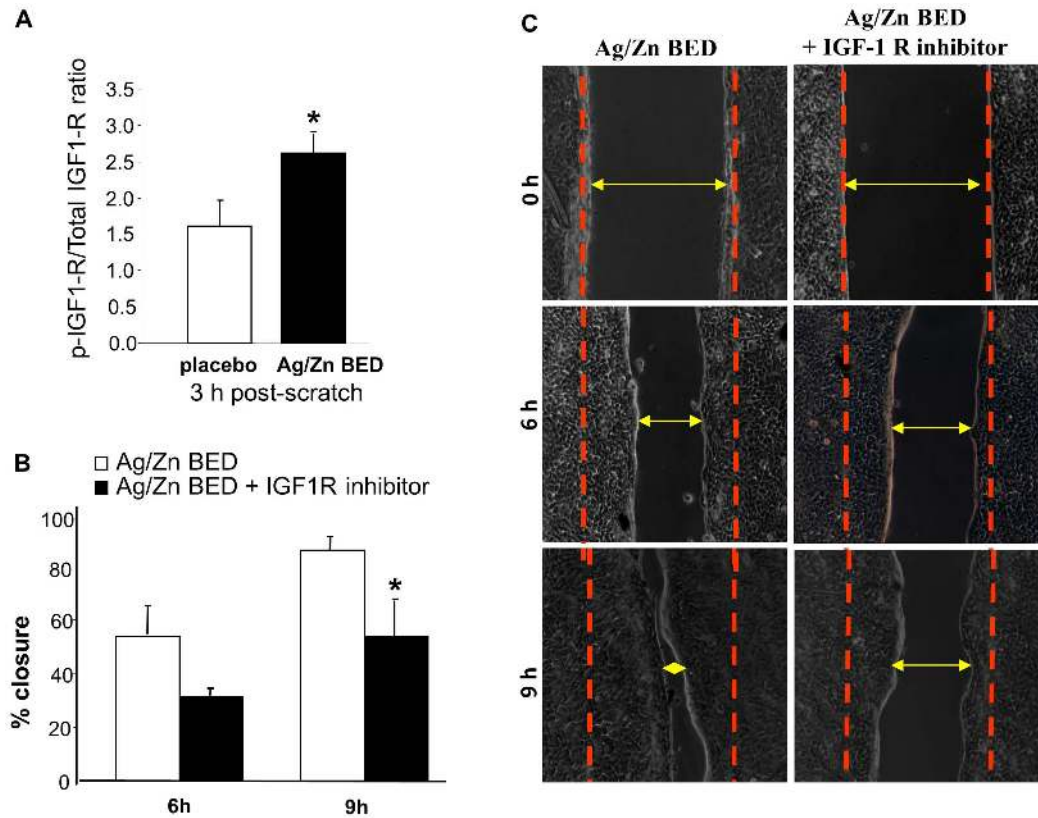 A
p-IGF1-R/Total IGF1-R ratio
3.5
3.0
2.5
2.0
1.5
1.0
0.5
0.0
*
placebo Ag/Zn BED
3 h post-scratch
B
Ag/Zn BED
Ag/Zn BED + IGF1R inhibitor
% closure
100
80
60
40
20
0
*
6h 9h
C
Ag/Zn BED
Ag/Zn BED
+ IGF-1 R inhibitor
0 h
6 h
9 h